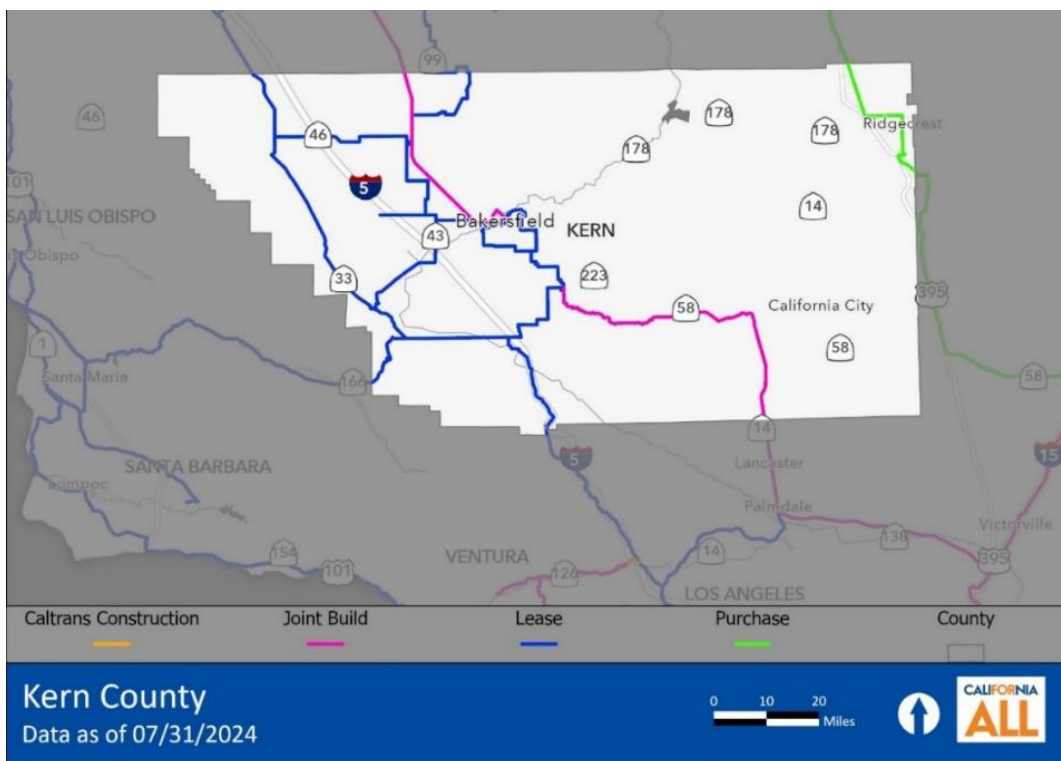 99
46
46
178
178
178
Ridgecrest
101
5
SAN LUIS OBISPO
14
Bakersfield
KERN
43
is Obispo
33
223
58
California City
395
1
58
Santa Maria
166
58
14
5
15
SANTA BARBARA
Lancaster
Lompoc
Palmdale
Victorville
154
VENTURA
14
138
395
101
126
LOS ANGELES
Caltrans Construction
Joint Build
Lease
Purchase
County
Kern County
Data as of 07/31/2024
0 10 20
Miles
CALIFORNIA
ALL